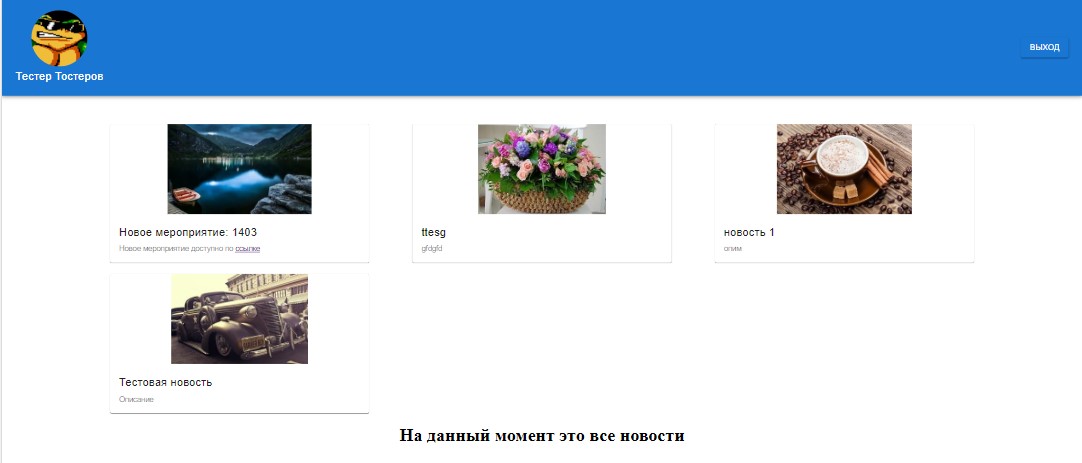 Тестер Тостеров
ВЫХОД
Новое мероприятие: 1403
Новое мероприятие доступно по ссылке
ttesg
gfdgfd
новость 1
опим
Тестовая новость
Описание
На данный момент это все новости